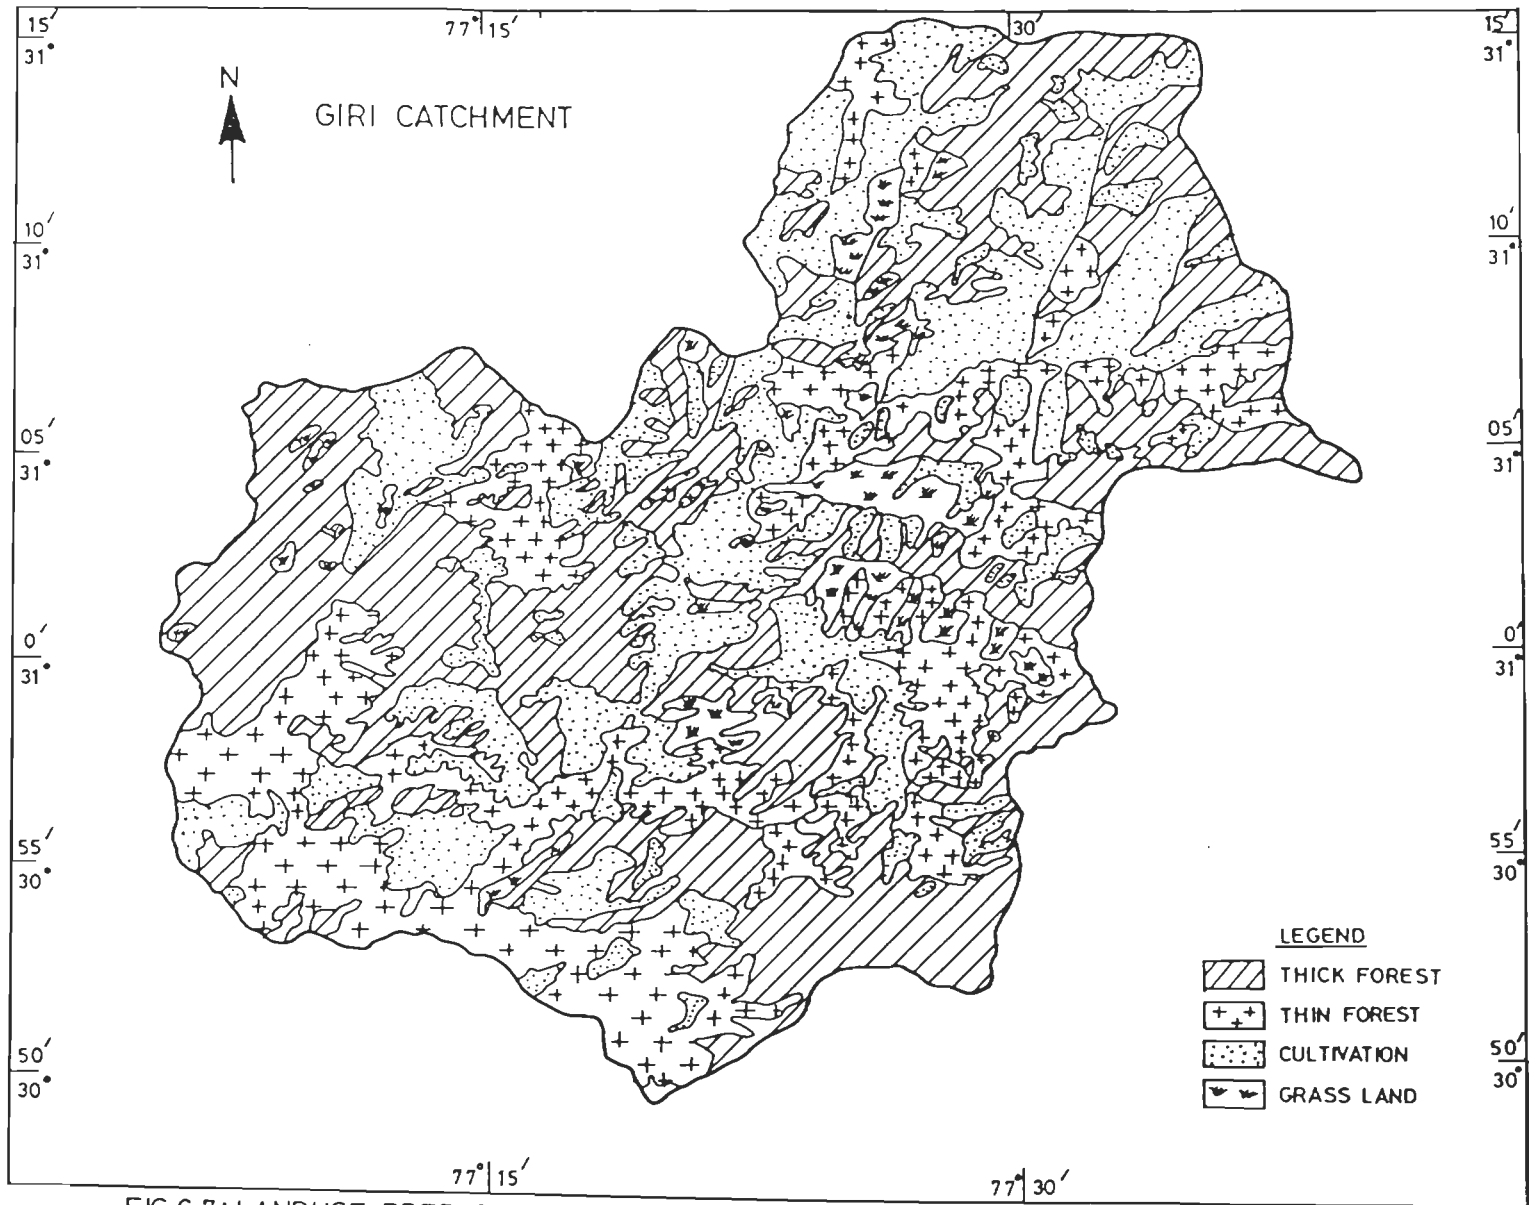 15′ 77° 15′ 30′ 15′
31° 31°
N
GIRI CATCHMENT
10′ 10′
31° 31°
05′ 05′
31° 31°
0′ 0′
31° 31°
55′ 55′
30° 30°
LEGEND
THICK FOREST
THIN FOREST
CULTIVATION
GRASS LAND
50′ 50′
30° 30°
77° 15′ 77° 30′